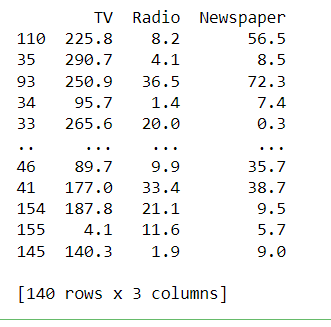 TV Radio Newspaper
110 225.8 8.2 56.5
35 290.7 4.1 8.5
93 250.9 36.5 72.3
34 95.7 1.4 7.4
33 265.6 20.0 0.3
.. ... ... ...
46 89.7 9.9 35.7
41 177.0 33.4 38.7
154 187.8 21.1 9.5
155 4.1 11.6 5.7
145 140.3 1.9 9.0
[140 rows x 3 columns]